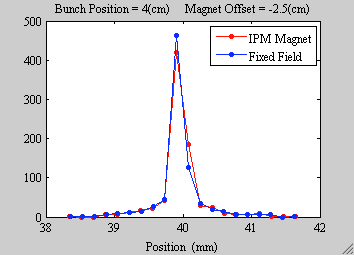 Bunch Position = 4(cm) Magnet Offset = -2.5(cm)
500
400
300
200
100
0
IPM Magnet
Fixed Field
38 39 40 41 42
Position (mm)